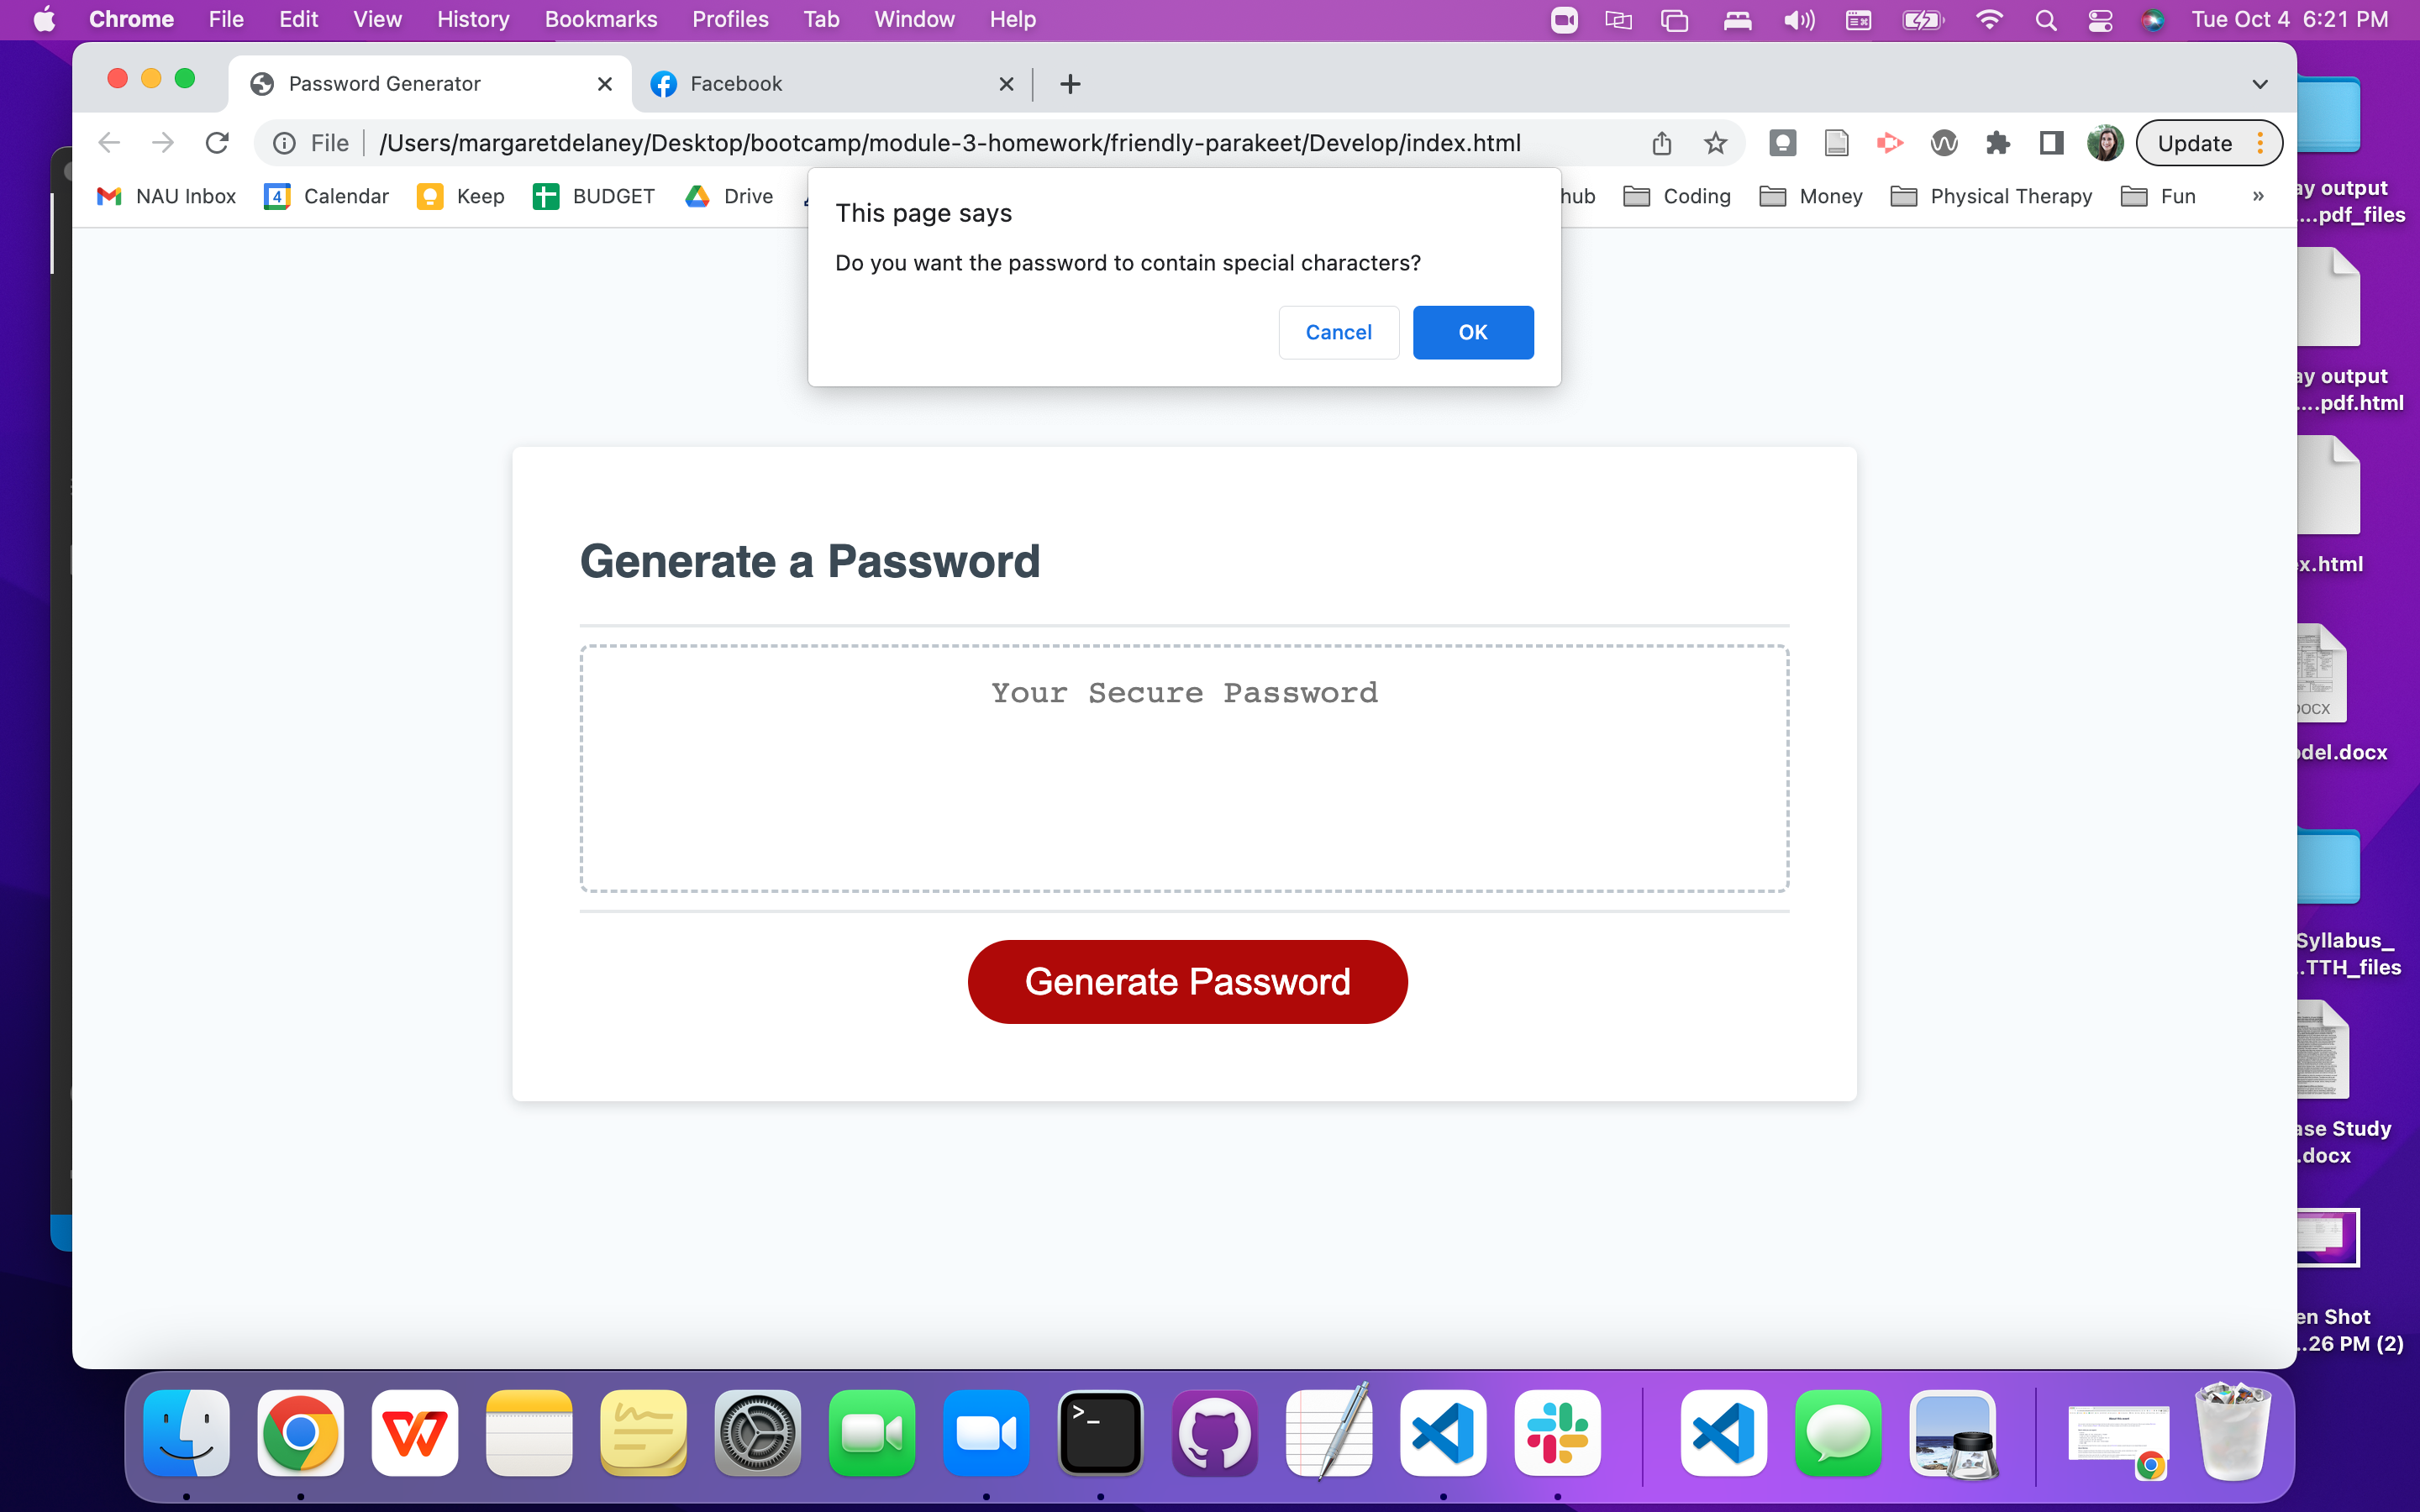 Chrome File Edit View History Bookmarks Profiles Tab Window Help Tue Oct 4 6:21 PM
Password Generator Facebook
File /Users/margaretdelaney/Desktop/bootcamp/module-3-homework/friendly-parakeet/Develop/index.html Update
NAU Inbox 4 Calendar Keep BUDGET Drive hub Coding Money Physical Therapy Fun »
This page says
Do you want the password to contain special characters?
Cancel OK
Generate a Password
Your Secure Password
Generate Password
ay output
....pdf_files
ay output
....pdf.html
x.html
OCX
odel.docx
Syllabus_
..TTH_files
ase Study
.docx
en Shot
..26 PM (2)